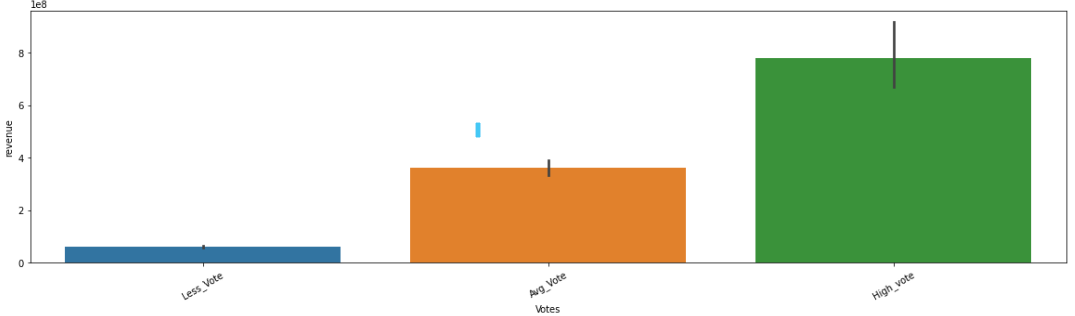 1e8
8
6
4
2
0
revenue
Less_Vote
Avg_Vote
High_vote
Votes